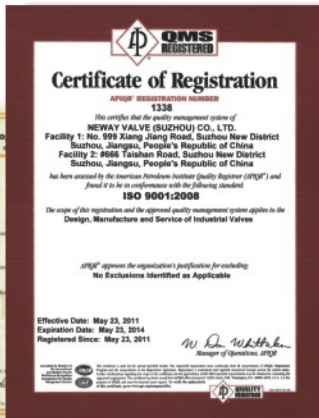 API
QMS
REGISTERED
Certificate of Registration
APIQR® REGISTRATION NUMBER
1338
This certifies that the quality management system of
NEWAY VALVE (SUZHOU) CO., LTD.
Facility 1: No. 999 Xiang Jiang Road, Suzhou New District
Suzhou, Jiangsu, People's Republic of China
Facility 2: #666 Taishan Road, Suzhou New District
Suzhou, Jiangsu, People's Republic of China
has been assessed by the American Petroleum Institute Quality Registrar (APIQR®) and
found it to be in conformance with the following standard:
ISO 9001:2008
The scope of this registration and the approved quality management system applies to the
Design, Manufacture and Service of Industrial Valves
APIQR® approves the organization's justification for excluding:
No Exclusions Identified as Applicable
Effective Date: May 23, 2011
Expiration Date: May 23, 2014
Registered Since: May 23, 2011
W. Don Whittaker
Manager of Operations, APIQR
API
QUALITY